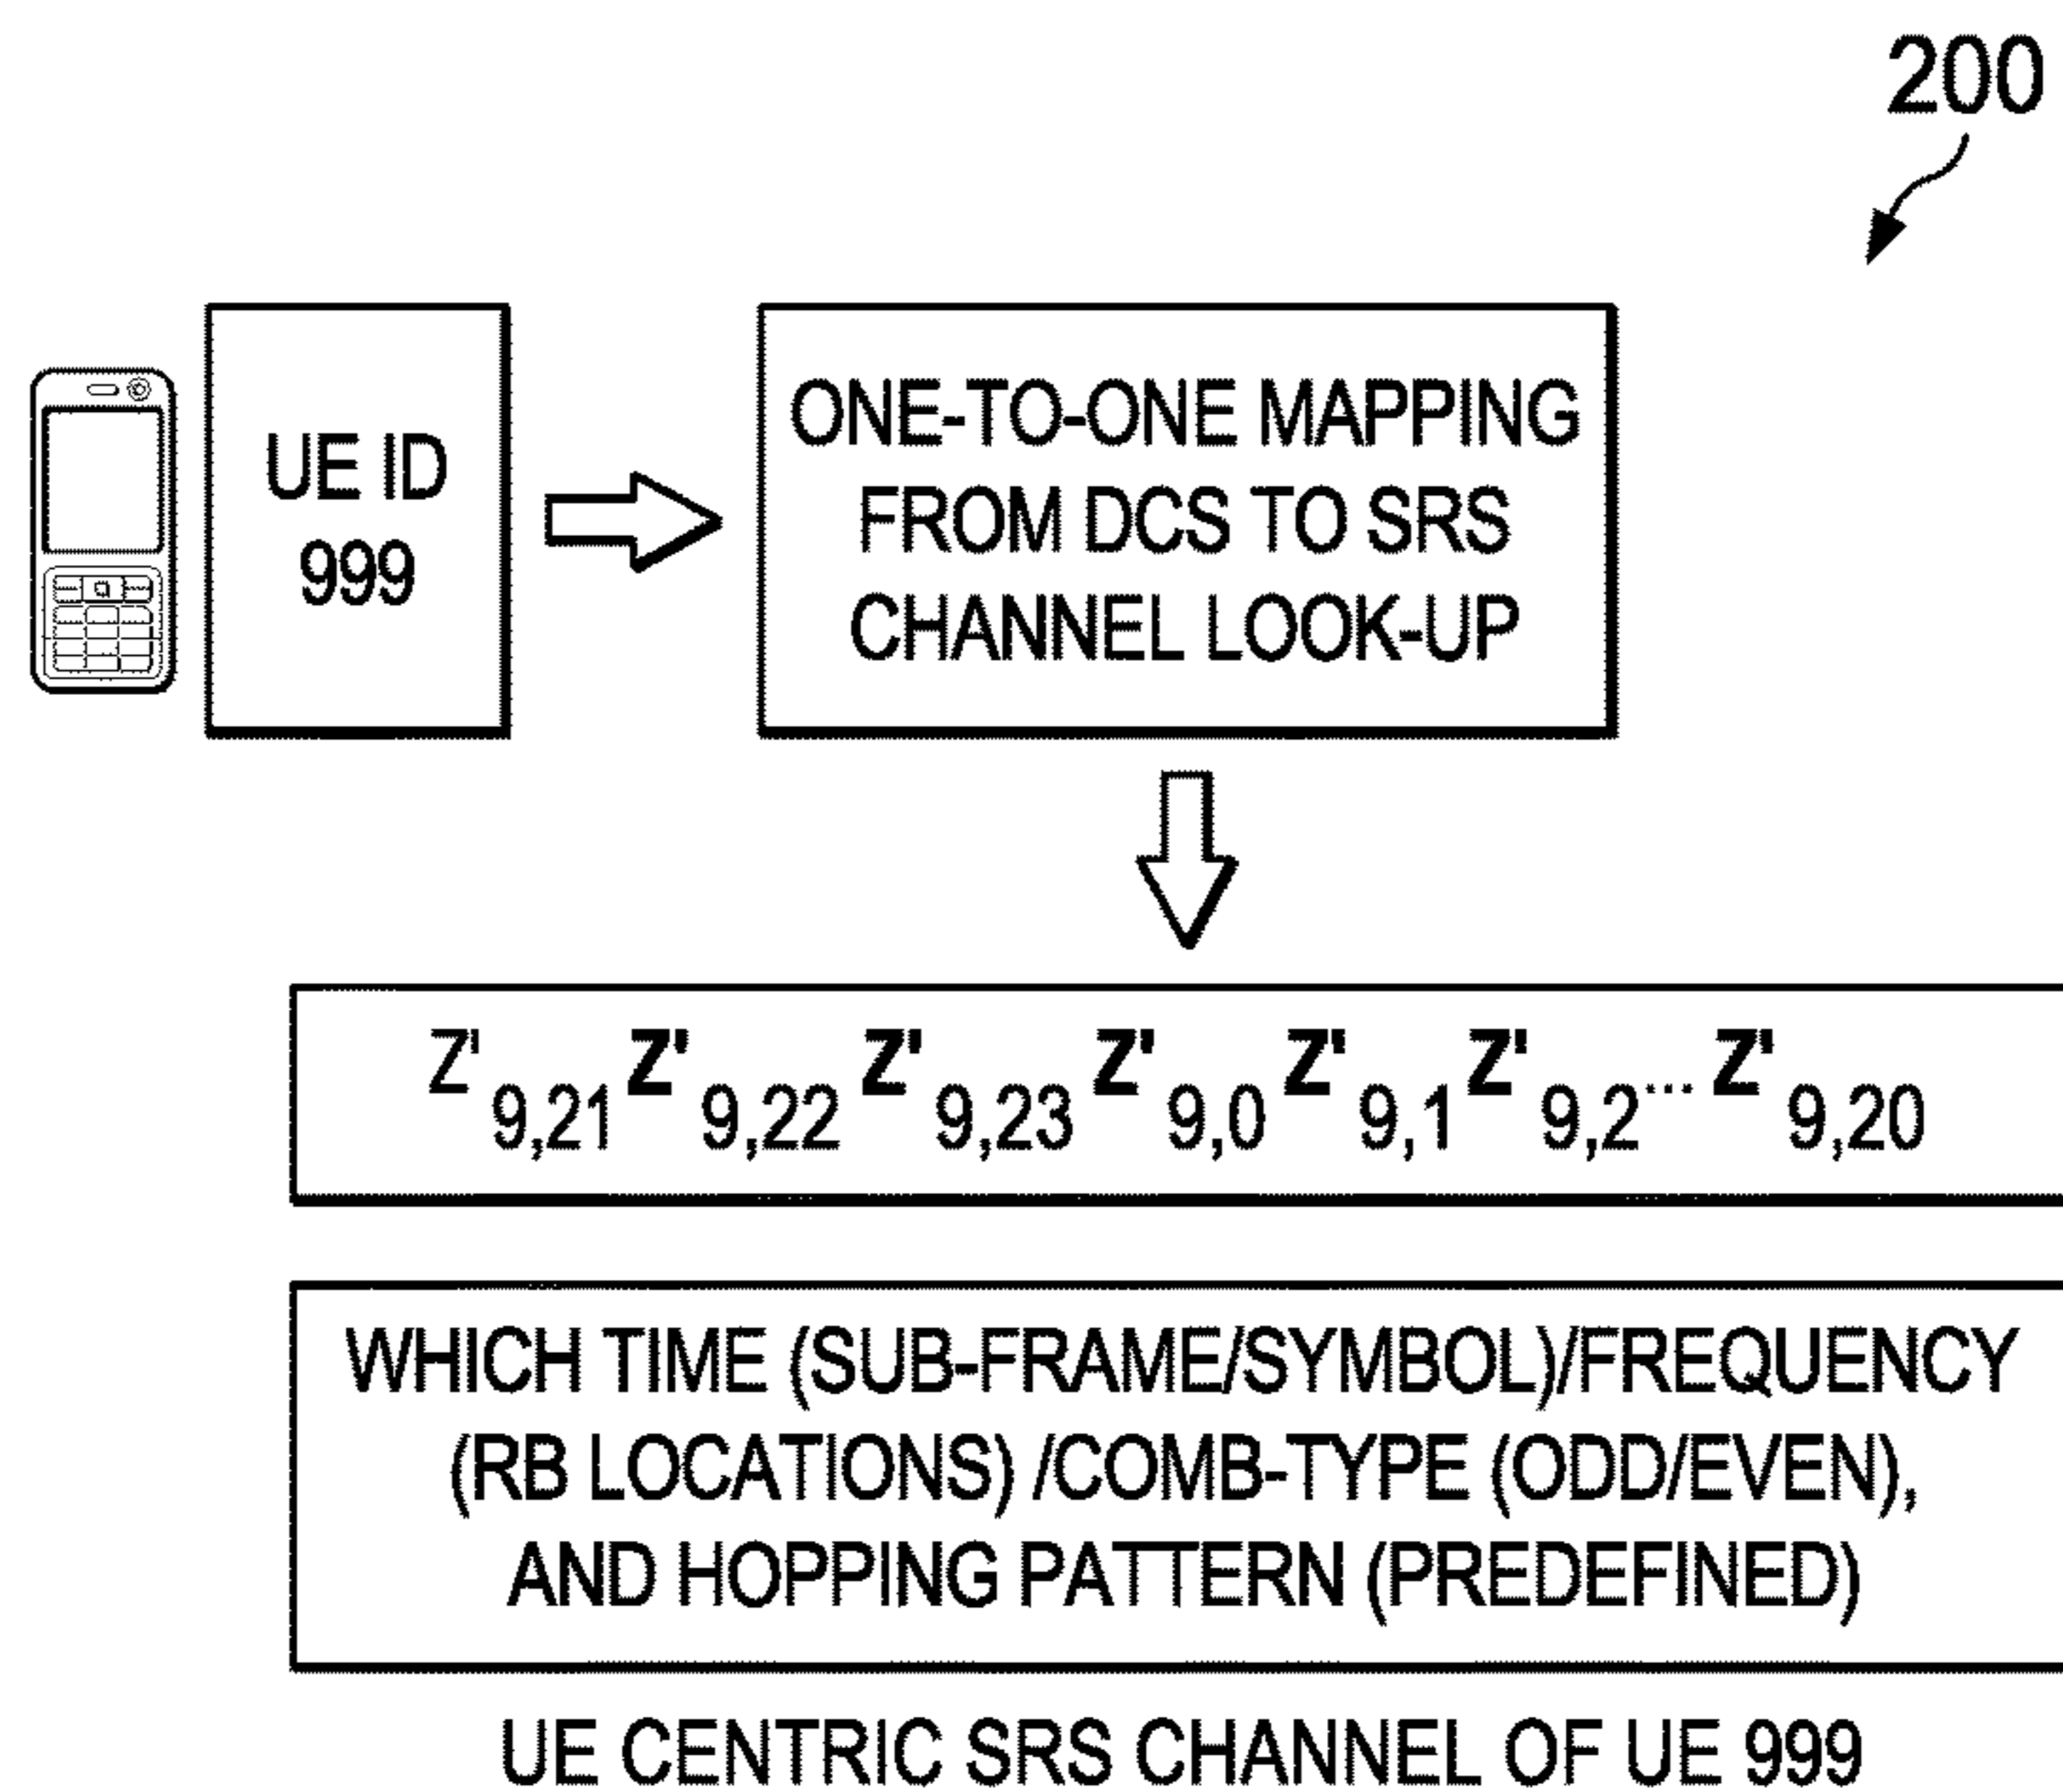 200
UE ID
999
ONE-TO-ONE MAPPING
FROM DCS TO SRS
CHANNEL LOOK-UP
Z'9,21 Z'9,22 Z'9,23 Z'9,0 Z'9,1 Z'9,2... Z'9,20
WHICH TIME (SUB-FRAME/SYMBOL)/FREQUENCY
(RB LOCATIONS) /COMB-TYPE (ODD/EVEN),
AND HOPPING PATTERN (PREDEFINED)
UE CENTRIC SRS CHANNEL OF UE 999